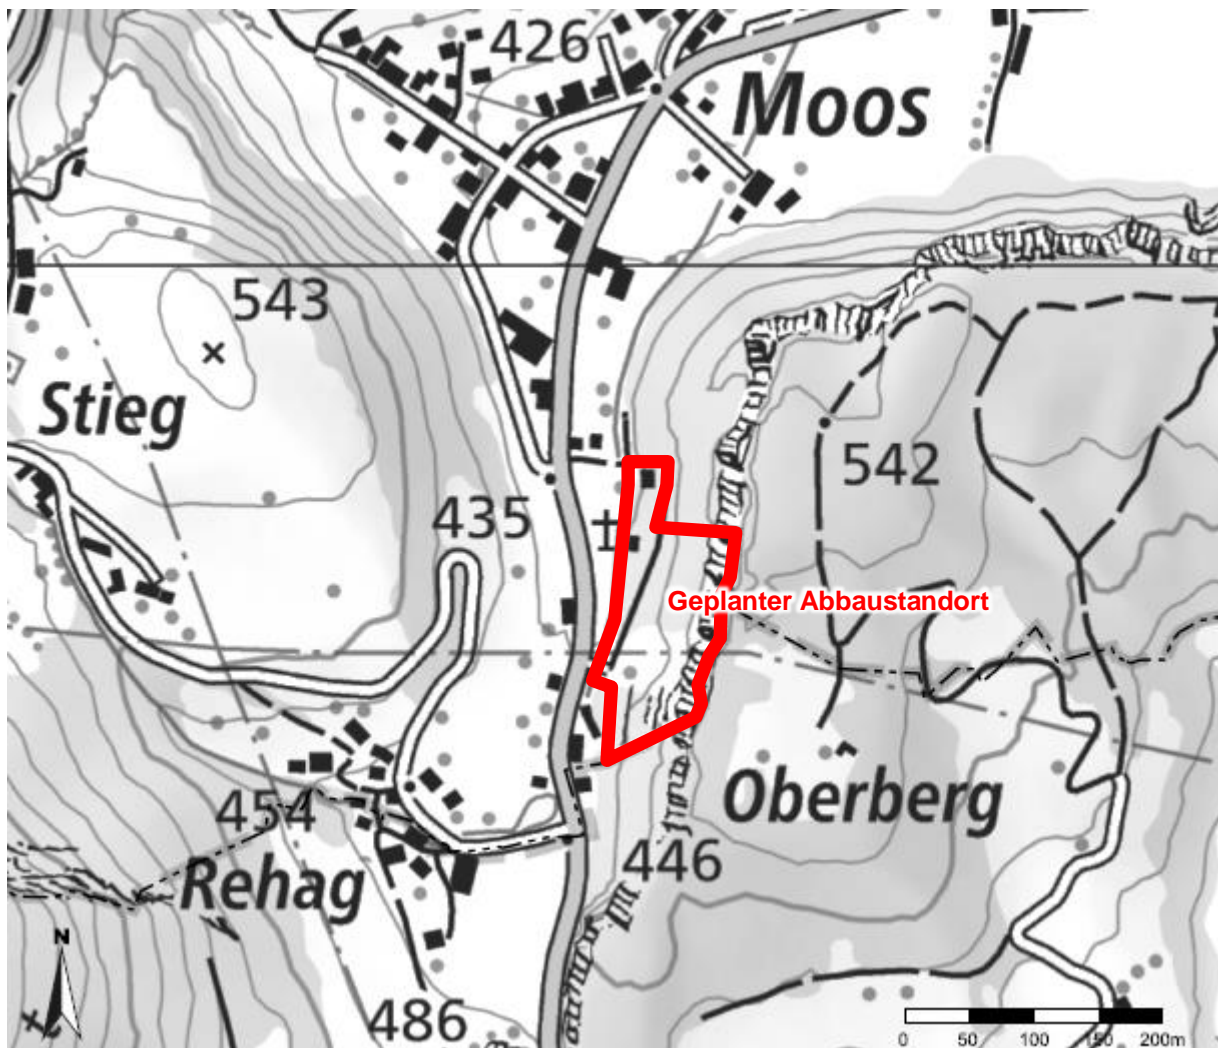 426
Moos
543
Stieg
542
435
Geplanter Abbaustandort
Oberberg
454
446
Rehag
N
486
0 50 100 150 200m